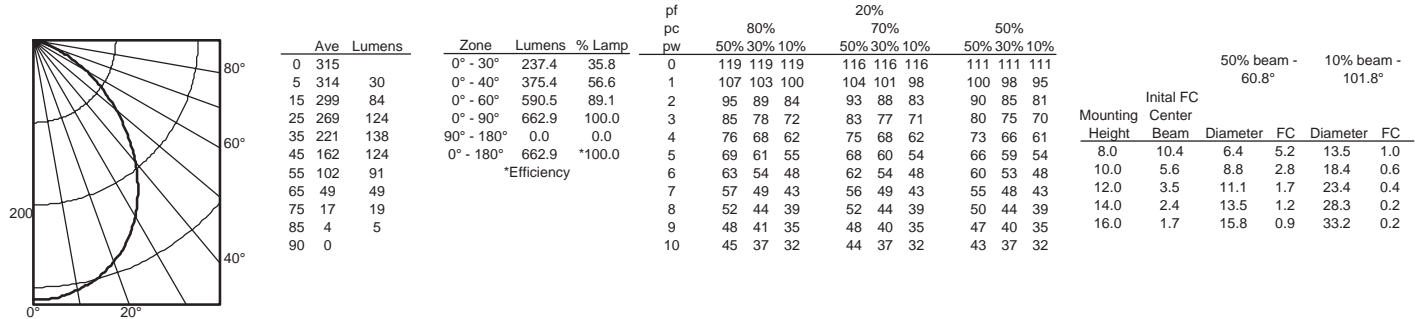 80°
60°
200
40°
0° 20°
Ave Lumens
0 315
5 314 30
15 299 84
25 269 124
35 221 138
45 162 124
55 102 91
65 49 49
75 17 19
85 4 5
90 0
Zone Lumens % Lamp
0° - 30° 237.4 35.8
0° - 40° 375.4 56.6
0° - 60° 590.5 89.1
0° - 90° 662.9 100.0
90° - 180° 0.0 0.0
0° - 180° 662.9 *100.0
*Efficiency
pf 20%
pc 80% 70% 50%
pw 50% 30% 10% 50% 30% 10% 50% 30% 10%
0 119 119 119 116 116 116 111 111 111
1 107 103 100 104 101 98 100 98 95
2 95 89 84 93 88 83 90 85 81
3 85 78 72 83 77 71 80 75 70
4 76 68 62 75 68 62 73 66 61
5 69 61 55 68 60 54 66 59 54
6 63 54 48 62 54 48 60 53 48
7 57 49 43 56 49 43 55 48 43
8 52 44 39 52 44 39 50 44 39
9 48 41 35 48 40 35 47 40 35
10 45 37 32 44 37 32 43 37 32
50% beam - 10% beam -
60.8° 101.8°
Inital FC
Mounting Center
Height Beam Diameter FC Diameter FC
8.0 10.4 6.4 5.2 13.5 1.0
10.0 5.6 8.8 2.8 18.4 0.6
12.0 3.5 11.1 1.7 23.4 0.4
14.0 2.4 13.5 1.2 28.3 0.2
16.0 1.7 15.8 0.9 33.2 0.2